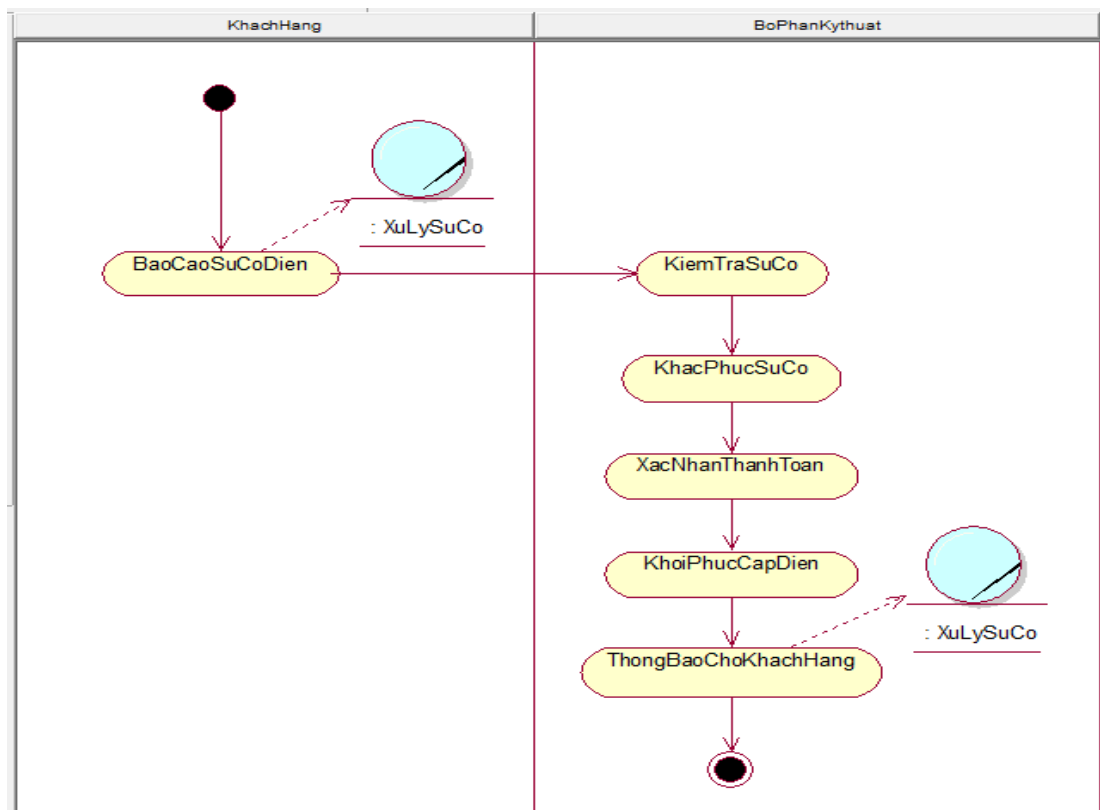 KhachHang
BoPhanKythuat
: XuLySuCo
BaoCaoSuCoDien
KiemTraSuCo
KhacPhucSuCo
XacNhanThanhToan
KhoiPhucCapDien
: XuLySuCo
ThongBaoChoKhachHang